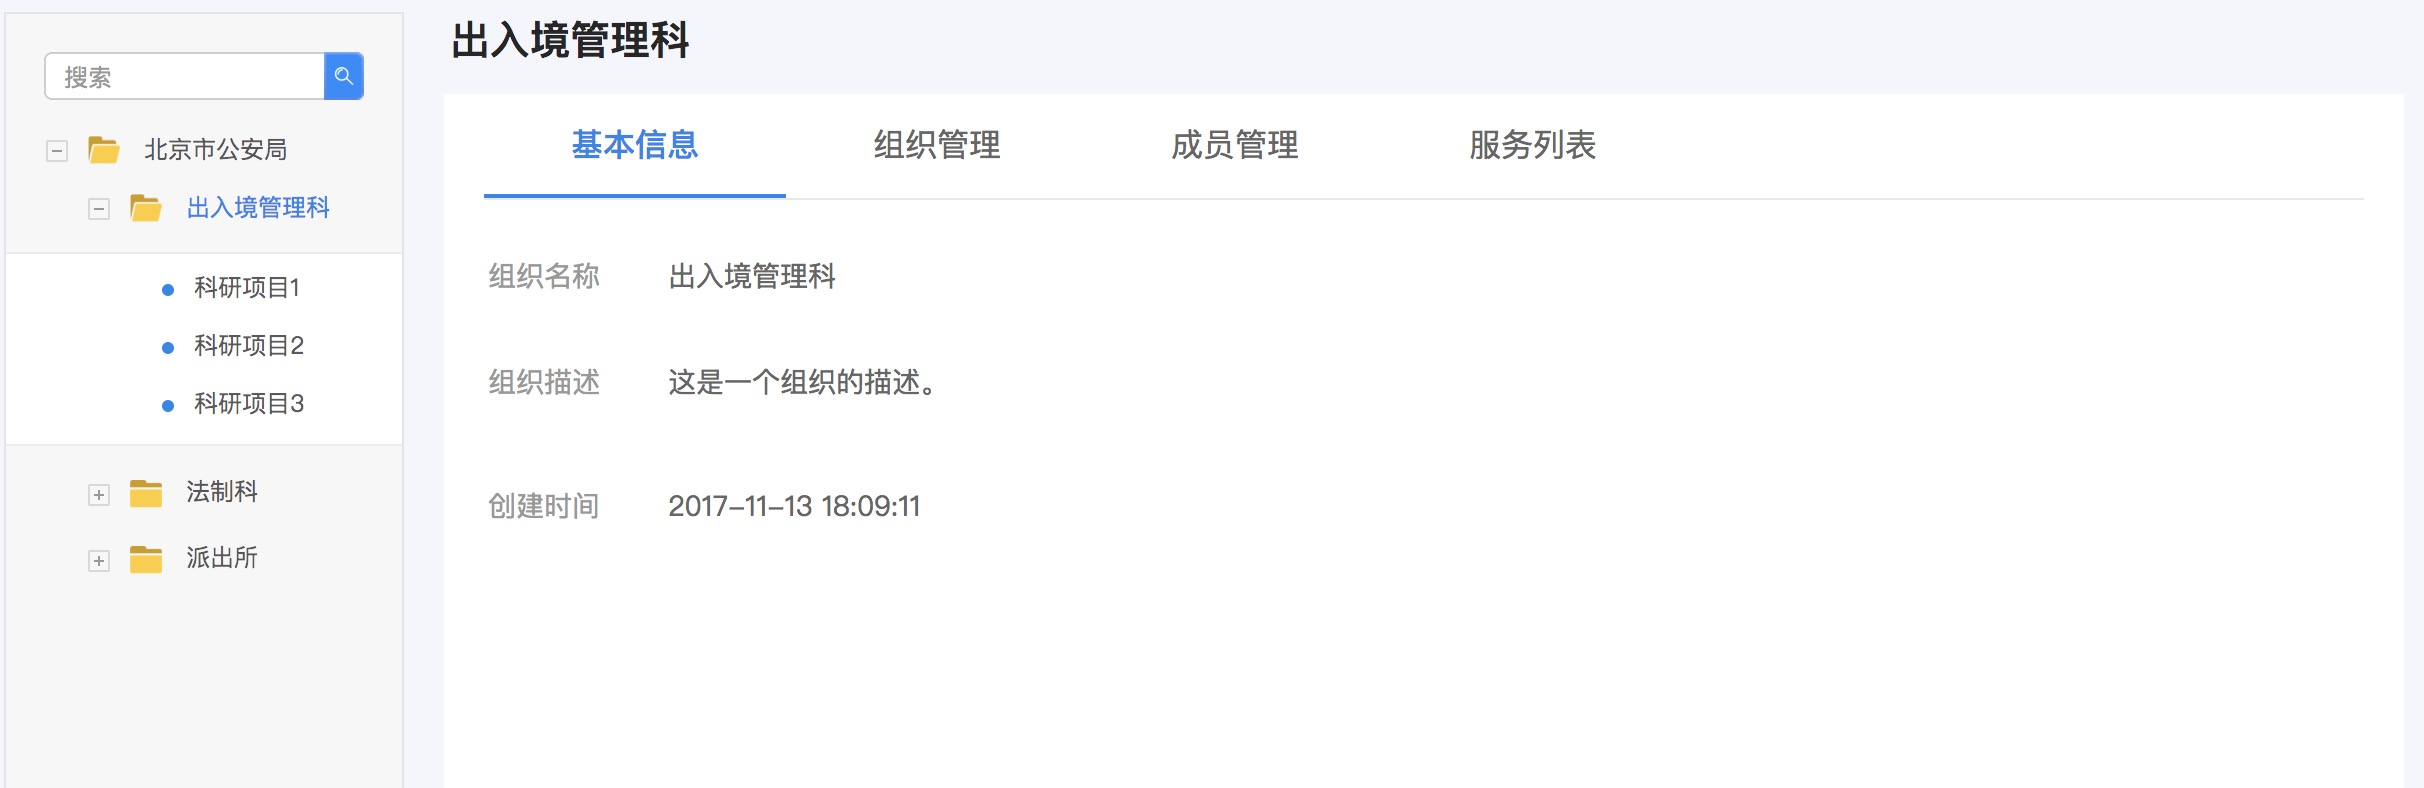 搜索
北京市公安局
出入境管理科
科研项目1
科研项目2
科研项目3
法制科
派出所
出入境管理科
基本信息 组织管理 成员管理 服务列表
组织名称 出入境管理科
组织描述 这是一个组织的描述。
创建时间 2017-11-13 18:09:11